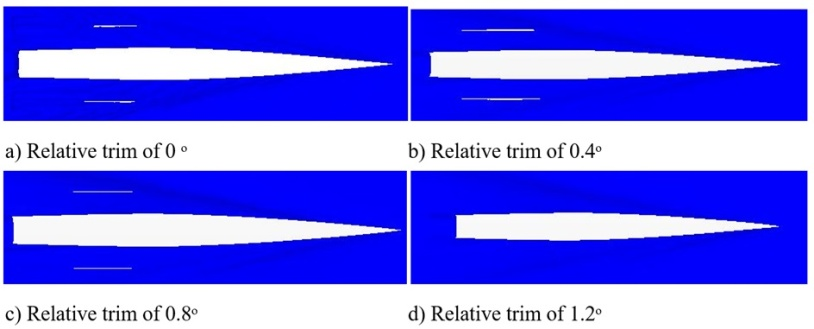 a) Relative trim of 0 °
b) Relative trim of 0.4°
c) Relative trim of 0.8°
d) Relative trim of 1.2°